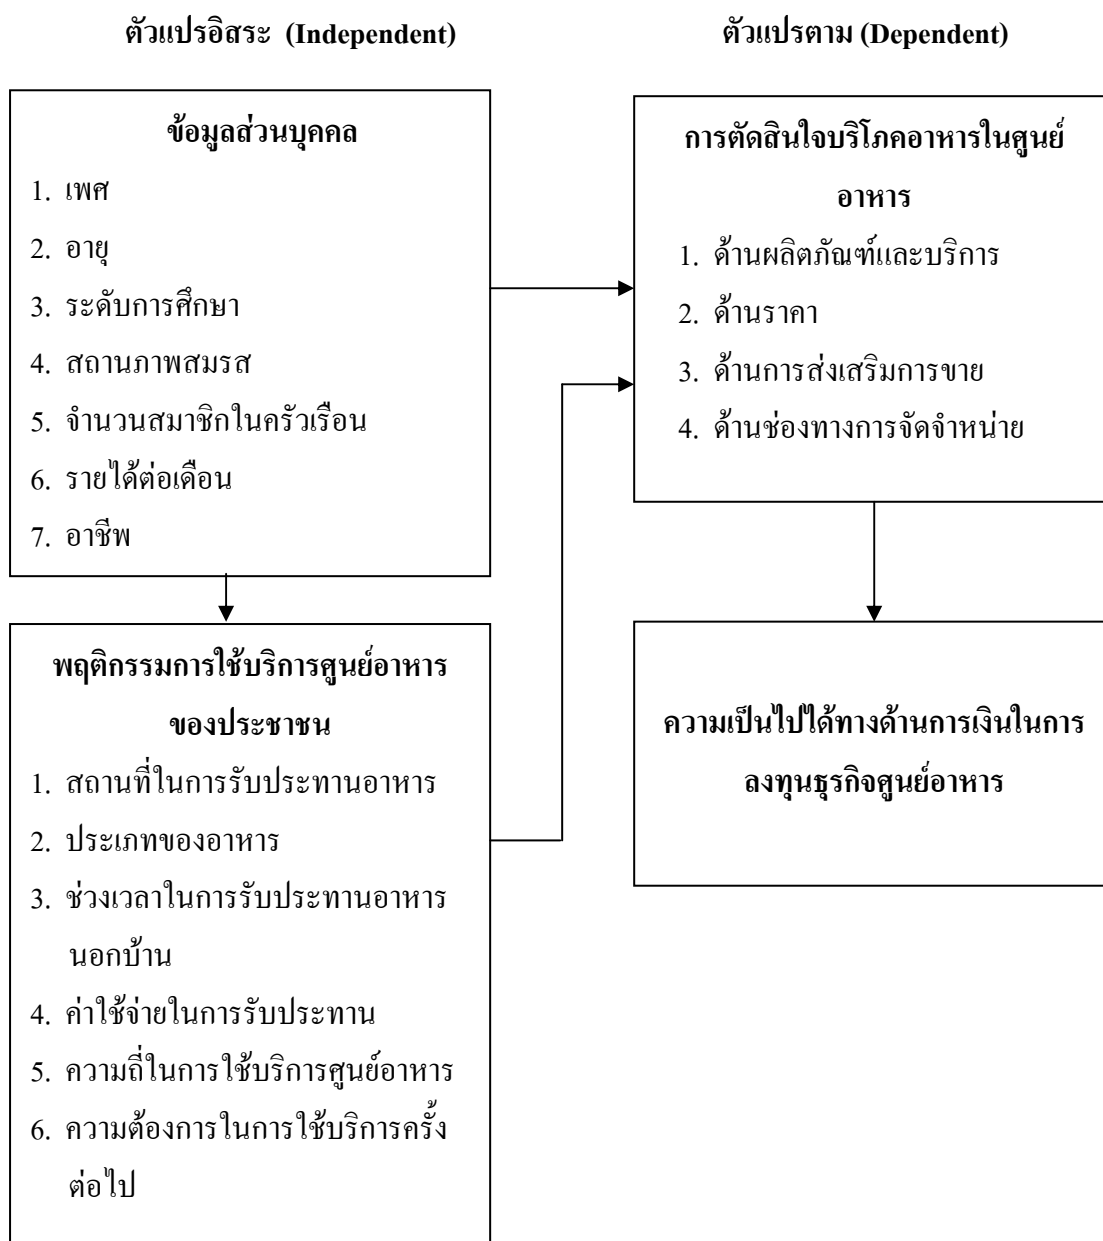 ตัวแปรอิสระ (Independent)
ตัวแปรตาม (Dependent)
ข้อมูลส่วนบุคคล
1. เพศ
2. อายุ
3. ระดับการศึกษา
4. สถานภาพสมรส
5. จำนวนสมาชิกในครัวเรือน
6. รายได้ต่อเดือน
7. อาชีพ
การตัดสินใจบริโภคอาหารในศูนย์
อาหาร
1. ด้านผลิตภัณฑ์และบริการ
2. ด้านราคา
3. ด้านการส่งเสริมการขาย
4. ด้านช่องทางการจัดจำหน่าย
พฤติกรรมการใช้บริการศูนย์อาหาร
ของประชาชน
1. สถานที่ในการรับประทานอาหาร
2. ประเภทของอาหาร
3. ช่วงเวลาในการรับประทานอาหาร
นอกบ้าน
4. ค่าใช้จ่ายในการรับประทาน
5. ความถี่ในการใช้บริการศูนย์อาหาร
6. ความต้องการในการใช้บริการครั้ง
ต่อไป
ความเป็นไปได้ทางด้านการเงินในการ
ลงทุนธุรกิจศูนย์อาหาร